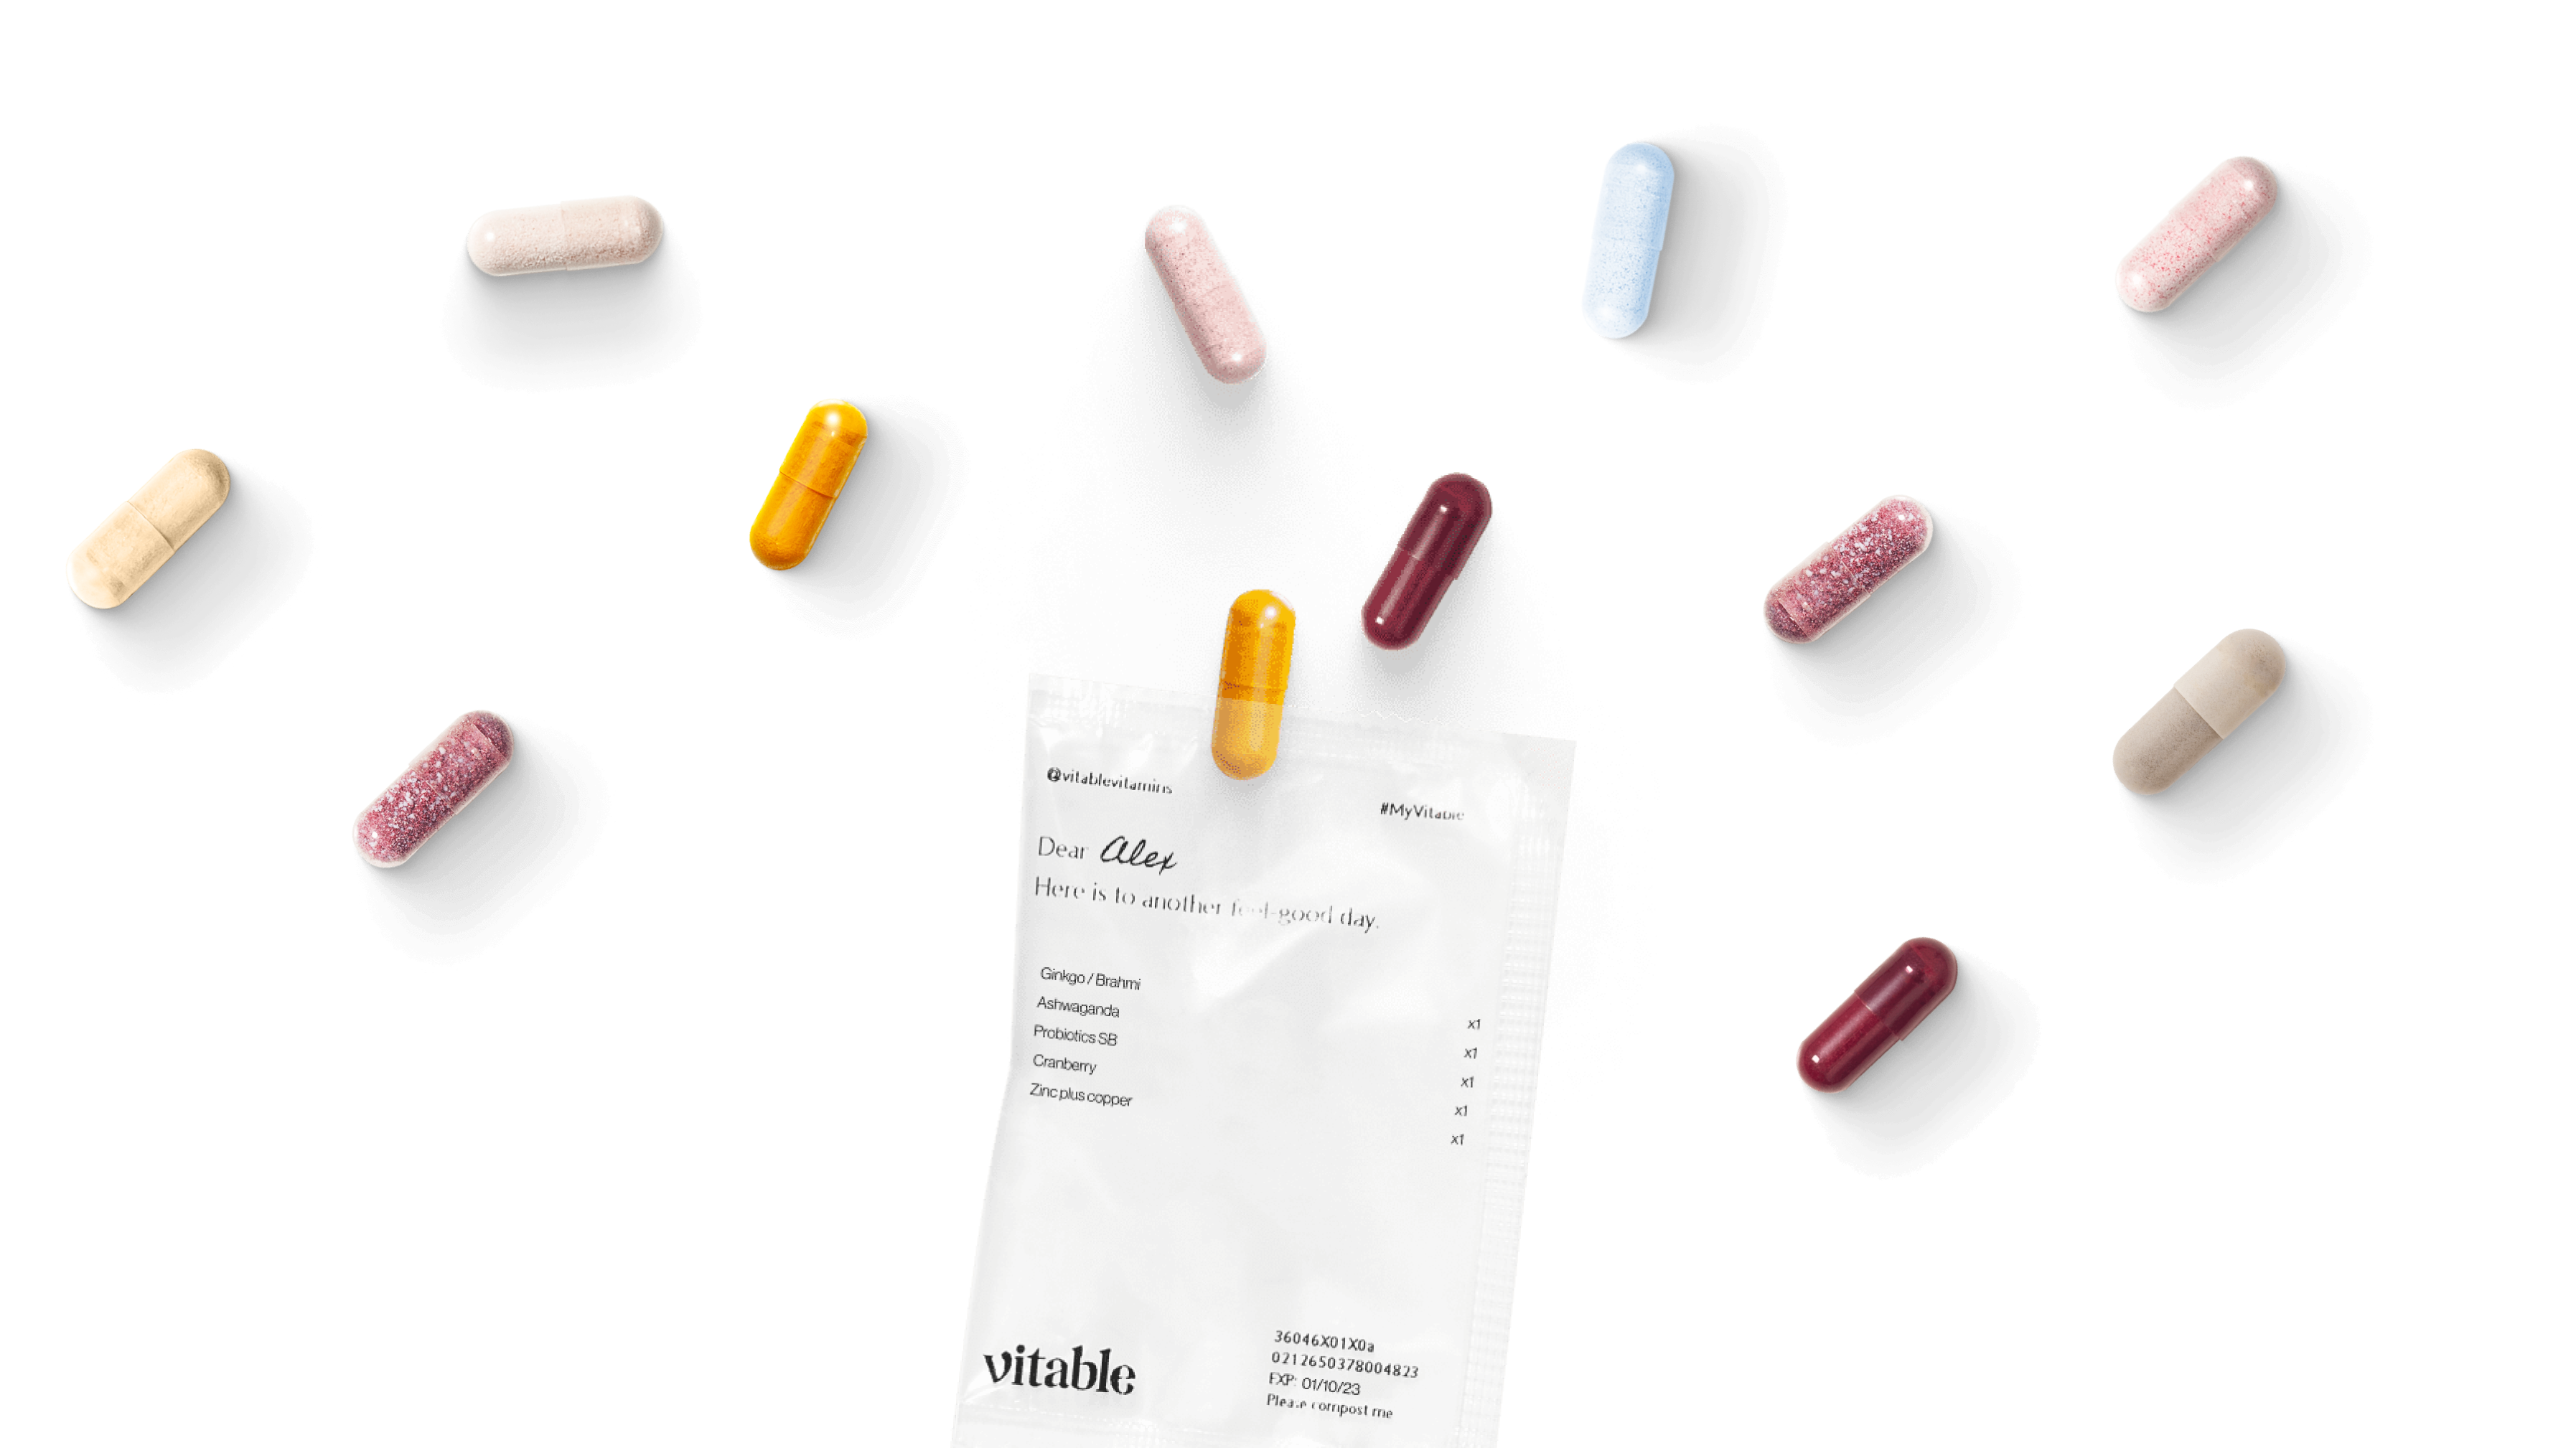 @vitablevitamins
#MyVitable
Dear Alex
Here is to another feel-good day.
Ginkgo / Brahmi x1
Ashwaganda x1
Probiotics SB x1
Cranberry x1
Zinc plus copper x1
vitable
36046X01X0a
0212650378004823
EXP: 01/10/23
Please compost me